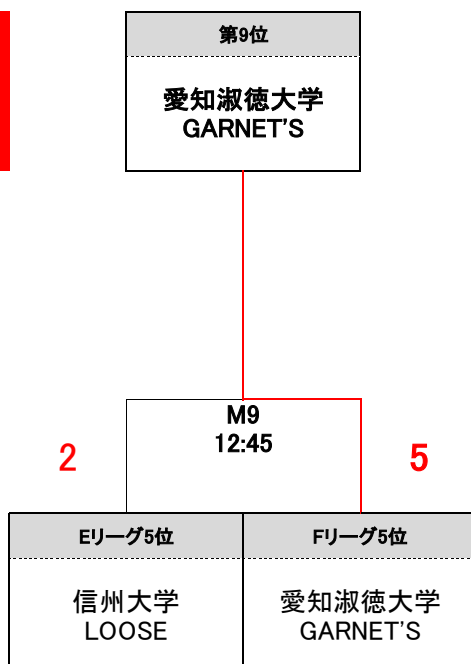 第9位
愛知淑徳大学
GARNET'S
M9
12:45
2
5
Eリーグ5位
Fリーグ5位
信州大学
LOOSE
愛知淑徳大学
GARNET'S